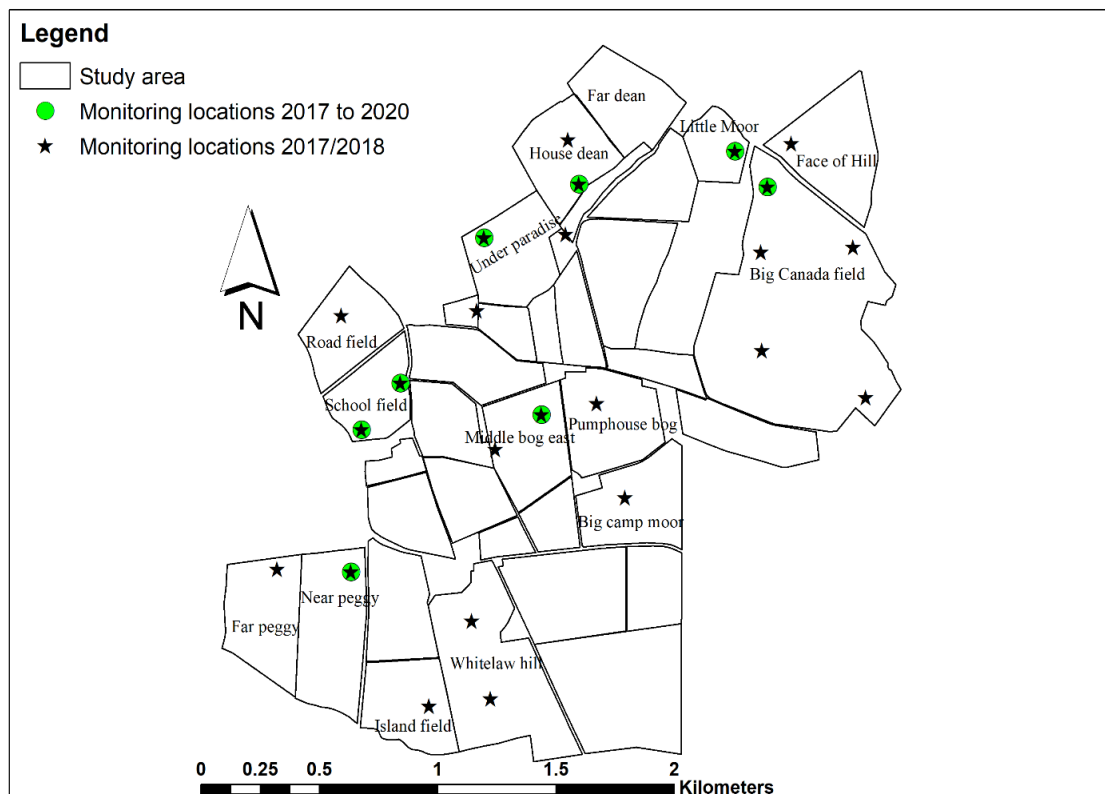 Legend
Study area
Monitoring locations 2017 to 2020
Monitoring locations 2017/2018
Far dean
Little Moor
House dean
Face of Hill
Under paradise
Big Canada field
N
Road field
School field
Middle bog east
Pumphouse bog
Big camp moor
Near peggy
Far peggy
Whitelaw hill
Island field
0 0.25 0.5 1 1.5 2
Kilometers